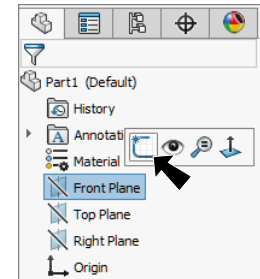 Part1 (Default)
History
Annotati
Material
Front Plane
Top Plane
Right Plane
Origin